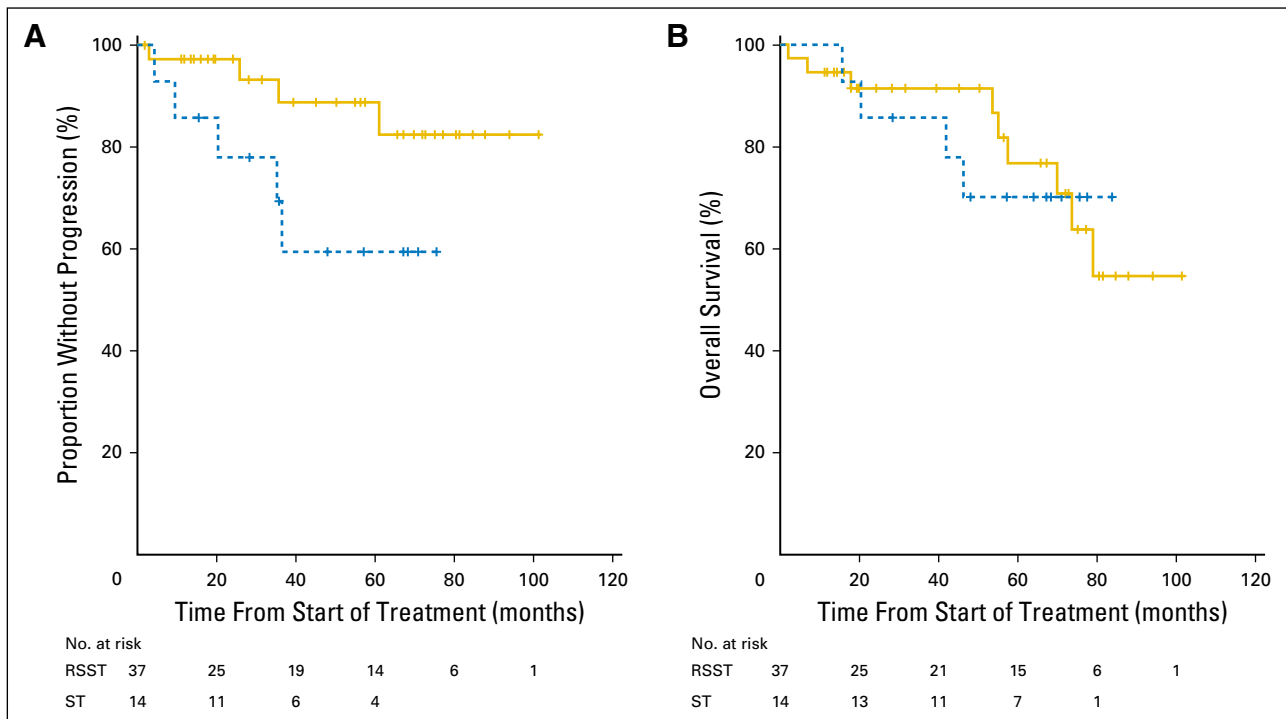 A
Proportion Without Progression (%)
100
80
60
40
20
0
20 40 60 80 100 120
Time From Start of Treatment (months)
No. at risk
RSST 37 25 19 14 6 1
ST 14 11 6 4
B
Overall Survival (%)
100
80
60
40
20
0
20 40 60 80 100 120
Time From Start of Treatment (months)
No. at risk
RSST 37 25 21 15 6 1
ST 14 13 11 7 1